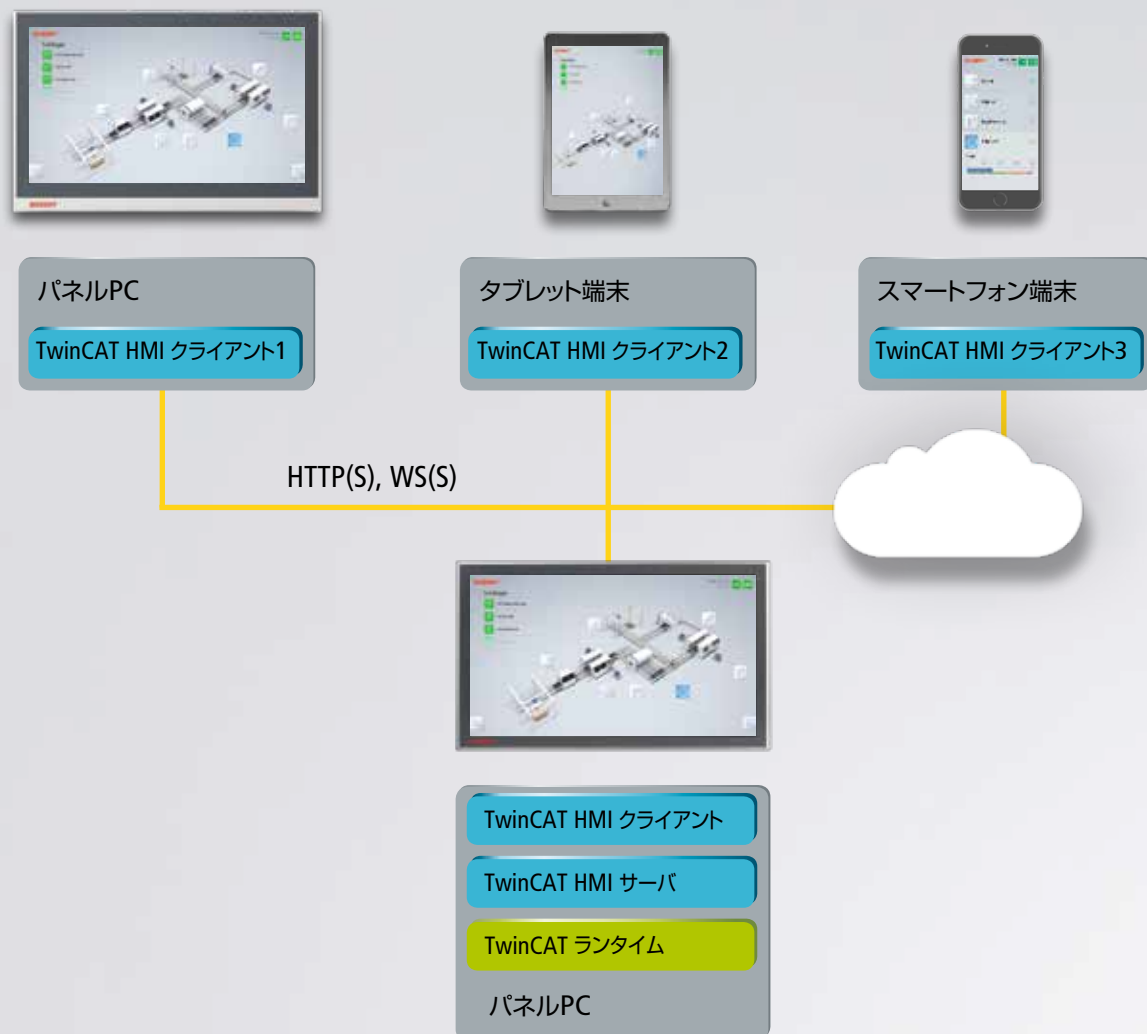 パネルPC
TwinCAT HMI クライアント1
タブレット端末
TwinCAT HMI クライアント2
スマートフォン端末
TwinCAT HMI クライアント3
HTTP(S), WS(S)
TwinCAT HMI クライアント
TwinCAT HMI サーバ
TwinCAT ランタイム
パネルPC